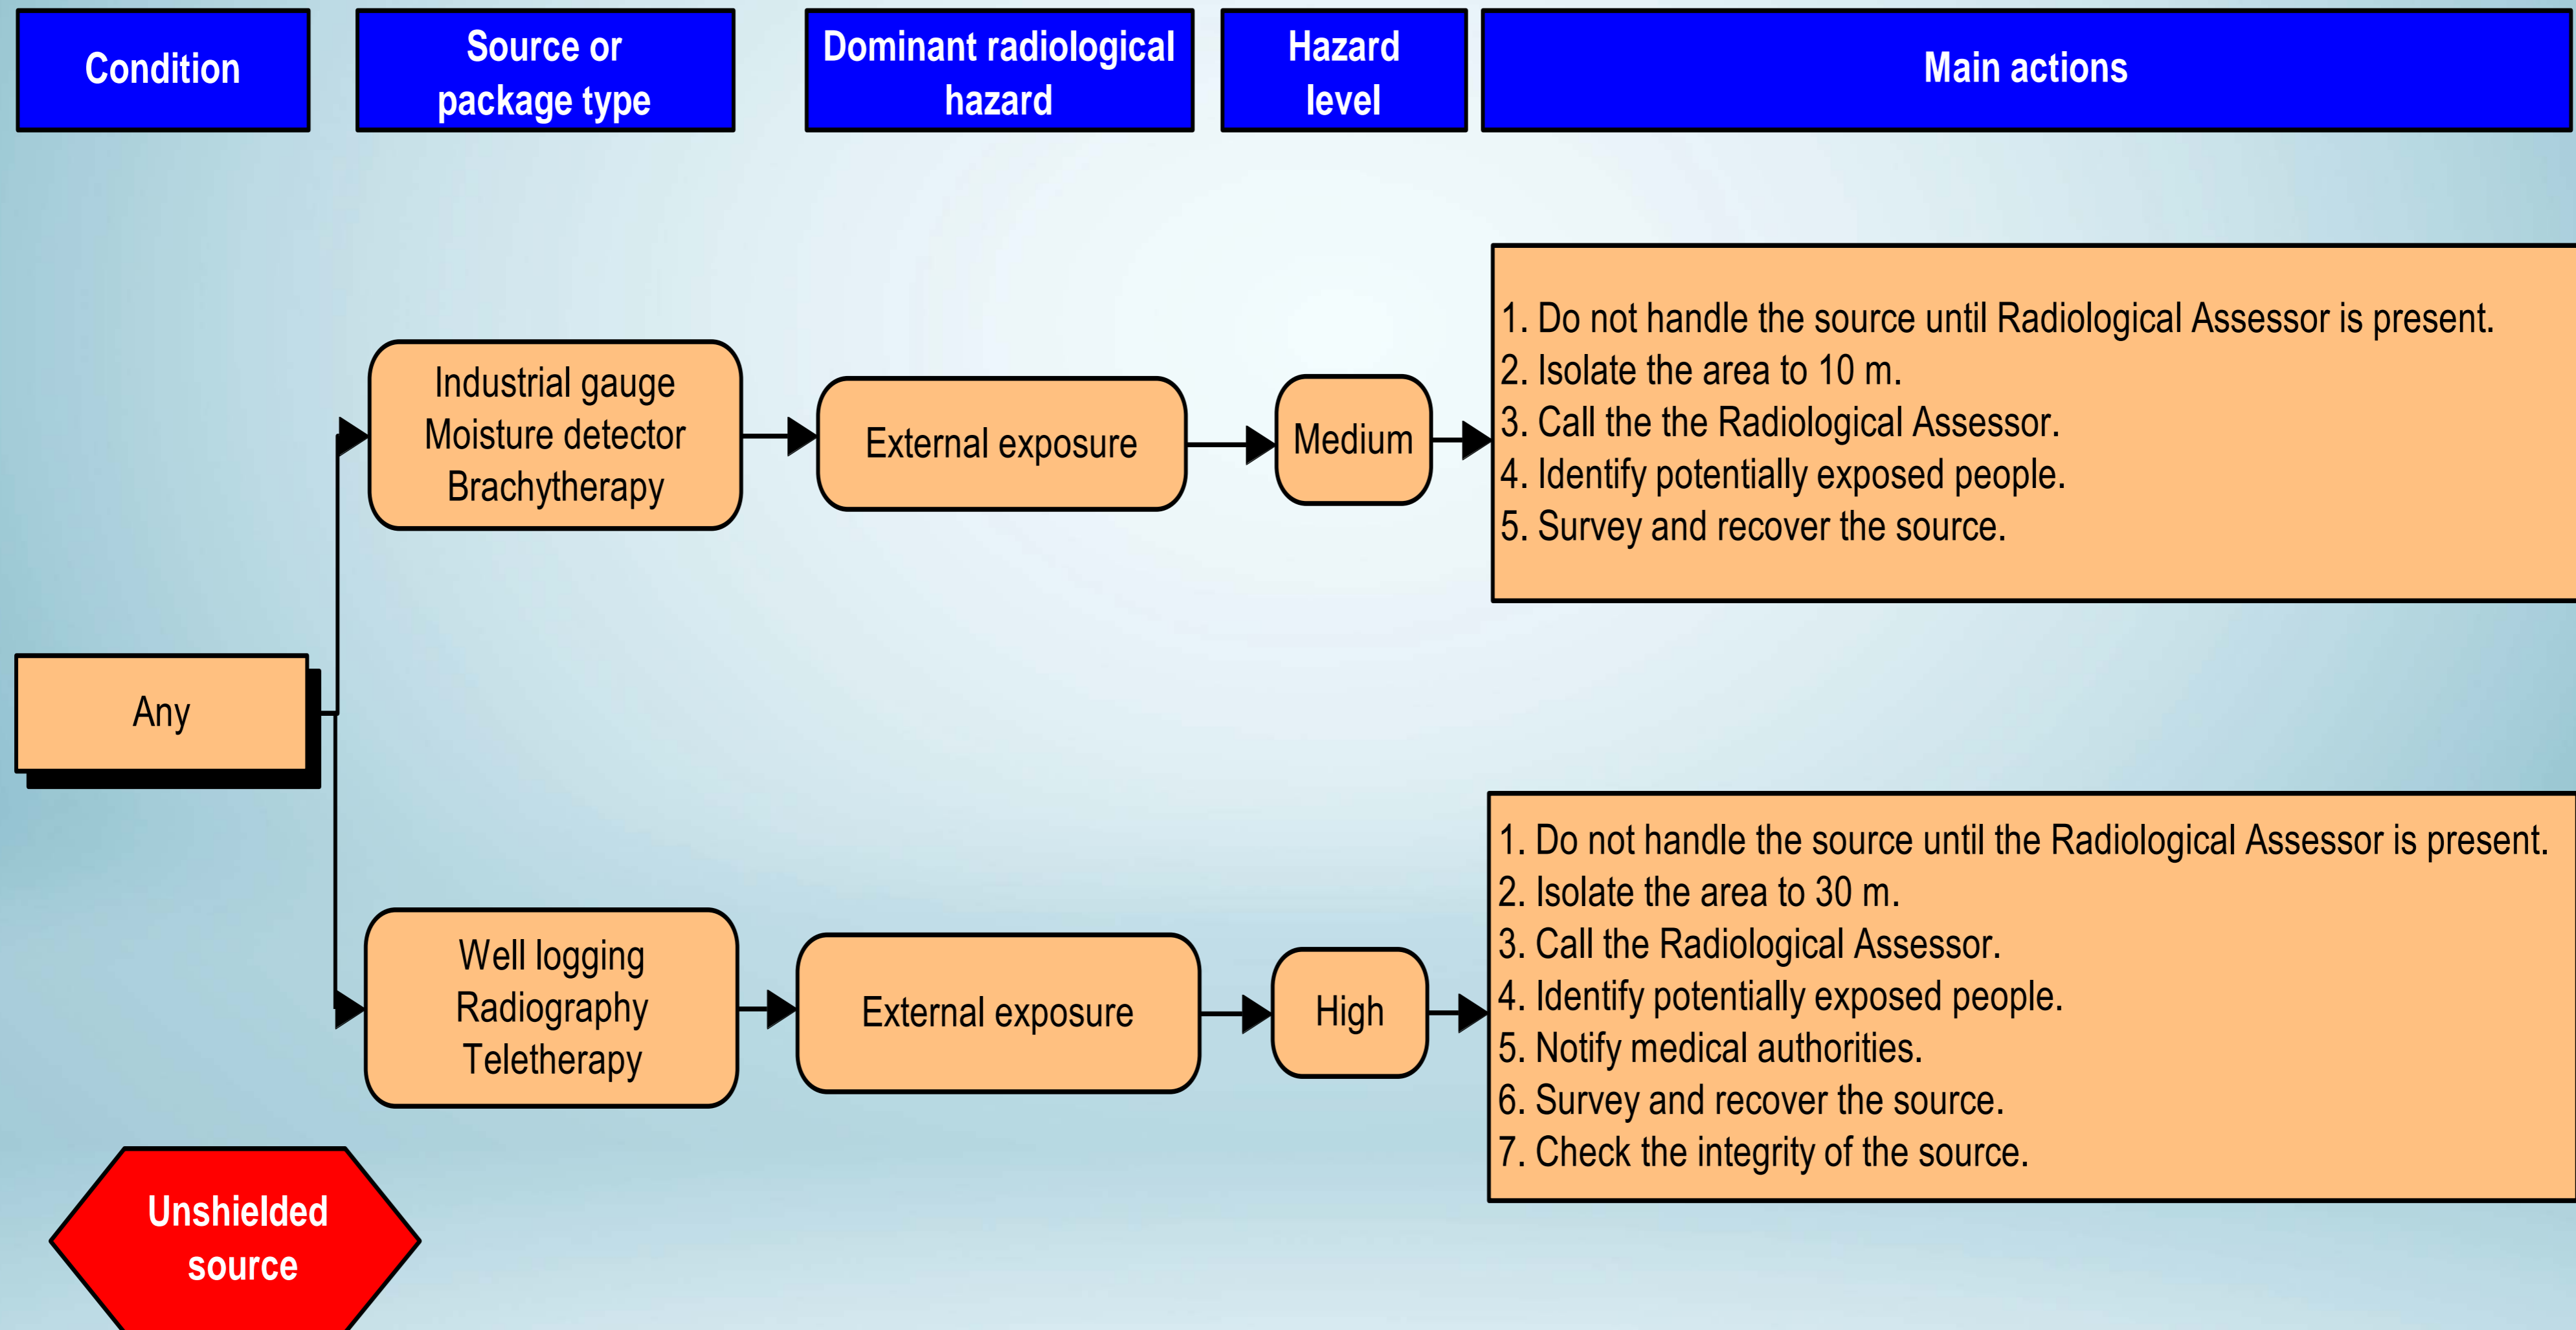 Condition
Source or
package type
Dominant radiological
hazard
Hazard
level
Main actions
Industrial gauge
Moisture detector
Brachytherapy
External exposure
Medium
1. Do not handle the source until Radiological Assessor is present.
2. Isolate the area to 10 m.
3. Call the the Radiological Assessor.
4. Identify potentially exposed people.
5. Survey and recover the source.
Any
Well logging
Radiography
Teletherapy
External exposure
High
1. Do not handle the source until the Radiological Assessor is present.
2. Isolate the area to 30 m.
3. Call the Radiological Assessor.
4. Identify potentially exposed people.
5. Notify medical authorities.
6. Survey and recover the source.
7. Check the integrity of the source.
Unshielded
source